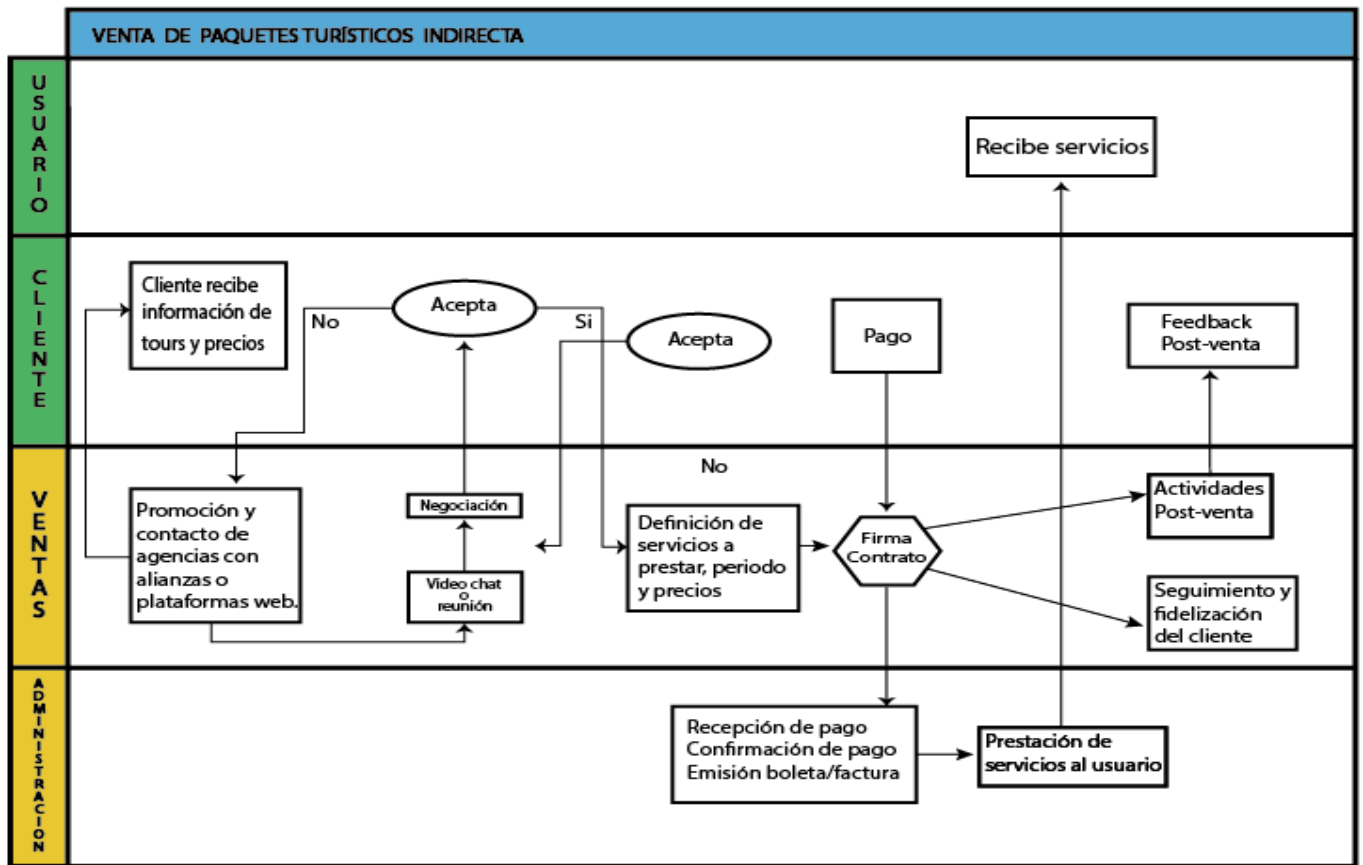 VENTA DE PAQUETES TURÍSTICOS INDIRECTA
USUARIO
Recibe servicios
CLIENTE
Cliente recibe
información de
tours y precios
No
Acepta
Si
Acepta
Pago
Feedback
Post-venta
VENTAS
Promoción y
contacto de
agencias con
alianzas o
plataformas web.
Negociación
Video chat
o
reunión
No
Definición de
servicios a
prestar, periodo
y precios
Firma
Contrato
Actividades
Post-venta
Seguimiento y
fidelización
del cliente
ADMINISTRACION
Recepción de pago
Confirmación de pago
Emisión boleta/factura
Prestación de
servicios al usuario